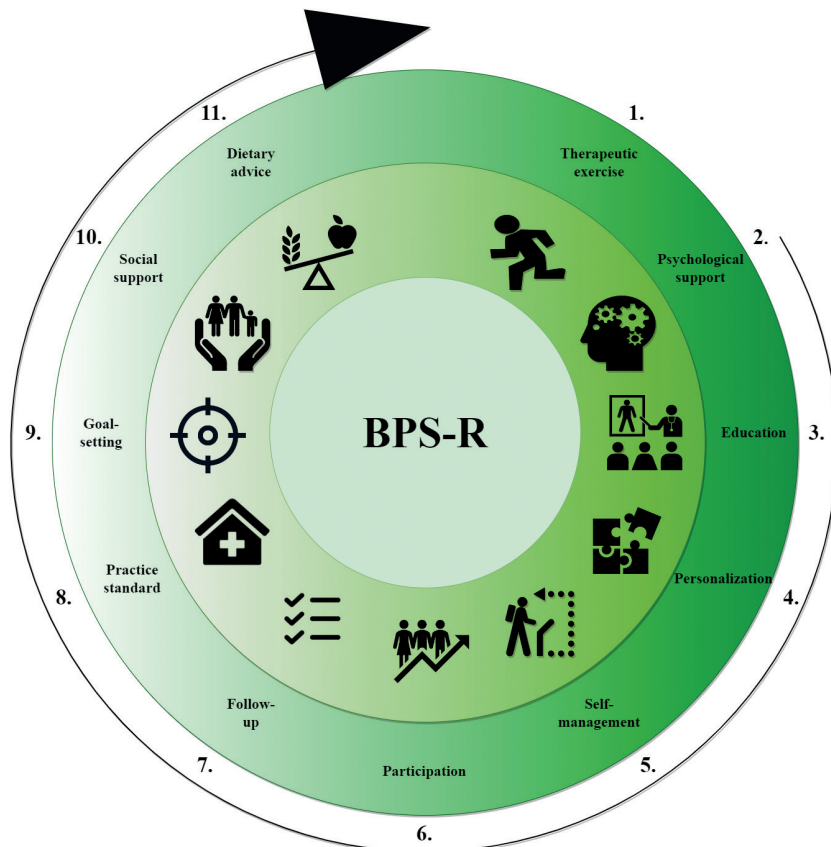 BPS-R
1.
Therapeutic
exercise
2.
Psychological
support
3.
Education
4.
Personalization
5.
Self-
management
6.
Participation
7.
Follow-
up
8.
Practice
standard
9.
Goal-
setting
10.
Social
support
11.
Dietary
advice